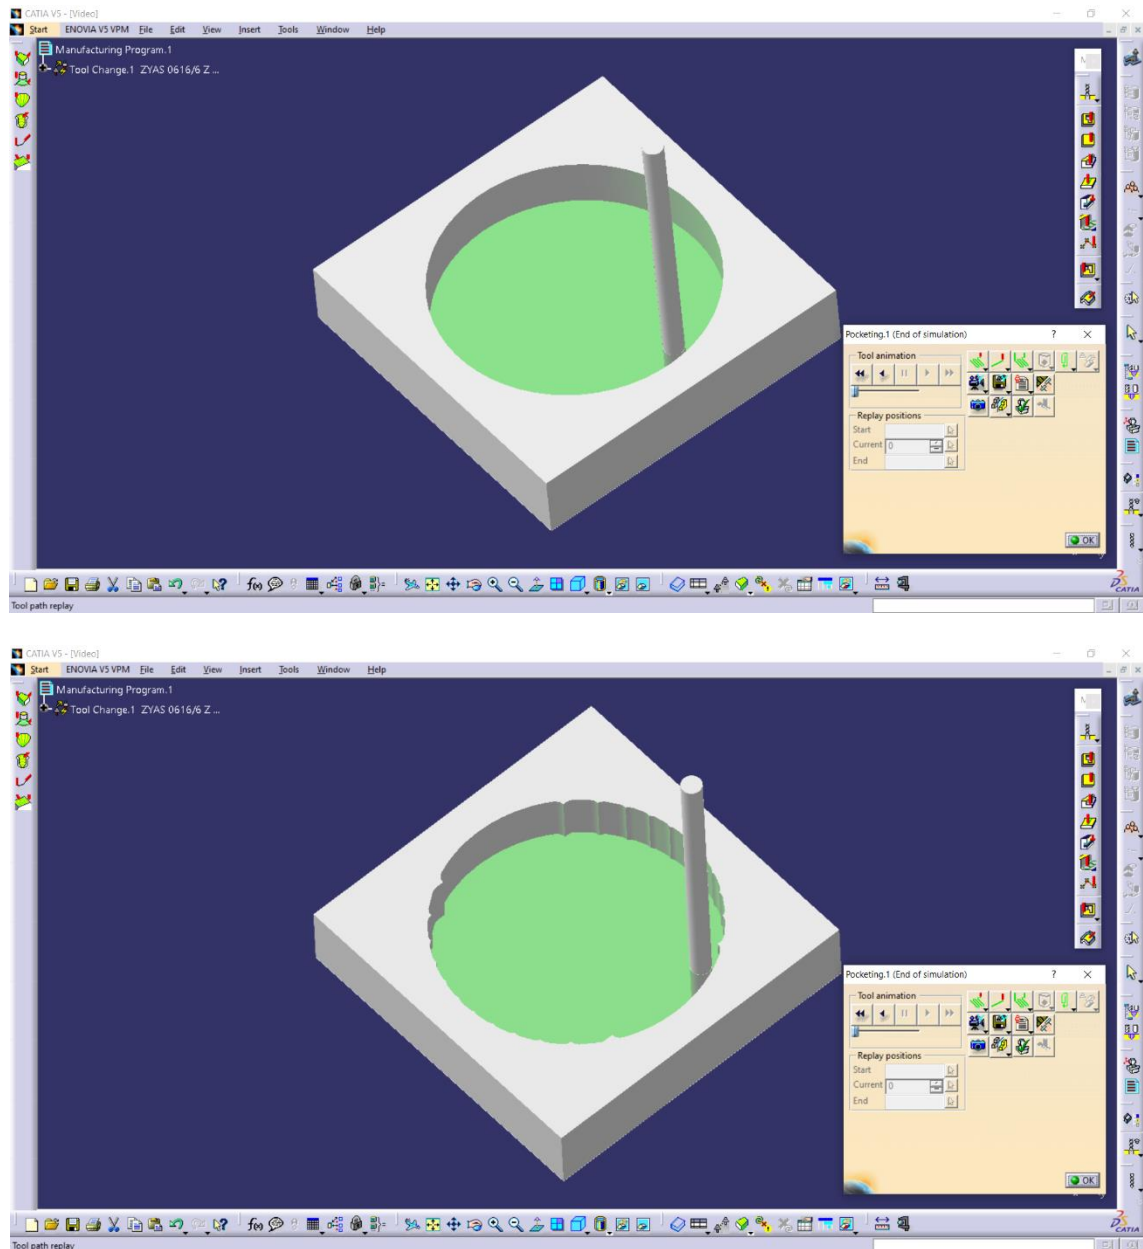 CATIA V5 - [Video]
Start ENOVIA V5 VPM File Edit View Insert Tools Window Help
Manufacturing Program.1
Tool Change.1 ZYAS 0616/6 Z ...
Pocketing.1 (End of simulation) ?
Tool animation
Replay positions
Start
Current 0
End
OK
f(x)
CATIA
Tool path replay
CATIA V5 - [Video]
Start ENOVIA V5 VPM File Edit View Insert Tools Window Help
Manufacturing Program.1
Tool Change.1 ZYAS 0616/6 Z ...
Pocketing.1 (End of simulation) ?
Tool animation
Replay positions
Start
Current 0
End
OK
f(x)
CATIA
Tool path replay